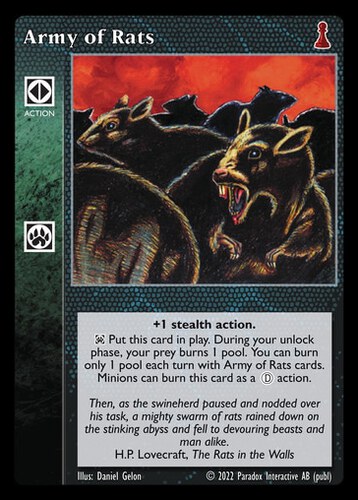 Army of Rats
ACTION
+1 stealth action.
Put this card in play. During your unlock
phase, your prey burns 1 pool. You can burn
only 1 pool each turn with Army of Rats cards.
Minions can burn this card as a Ⓓ action.
Then, as the swineherd paused and nodded over
his task, a mighty swarm of rats rained down on
the stinking abyss and fell to devouring beasts and
man alike.
H.P. Lovecraft, The Rats in the Walls
Illus: Daniel Gelon © 2022 Paradox Interactive AB (publ)